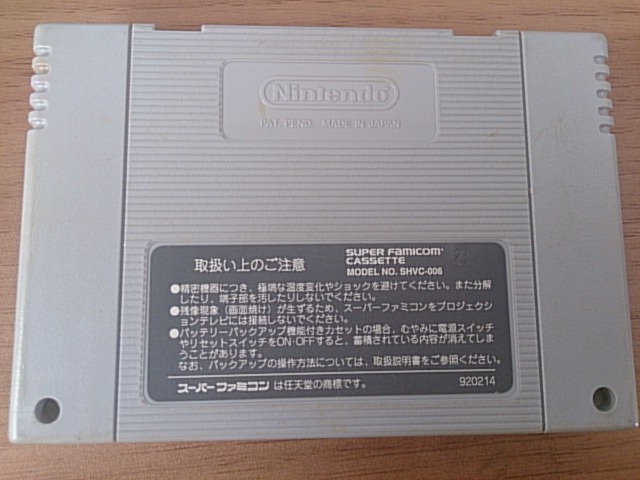 Nintendo
PAT. PEND. MADE IN JAPAN
取扱い上のご注意
SUPER FAMICOM
CASSETTE
MODEL NO. SHVC-006
●精密機器につき、極端な温度変化やショックを避けてください。また分解
したり、端子部を汚したりしないでください。
●残像現象(画面焼け)が生ずるため、スーパーファミコンをプロジェクシ
ョンテレビには接続しないでください。
●バッテリーバックアップ機能付きカセットの場合、むやみに電源スイッチ
やリセットスイッチをON・OFFすると、蓄積されている内容が消えてしま
うことがあります。
なお、バックアップの操作方法については、取扱説明書をご参照ください。
スーパーファミコンは任天堂の商標です。
920214